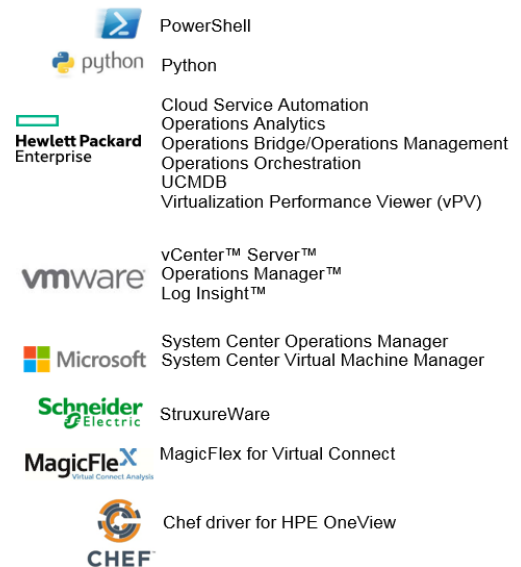 PowerShell
python Python
Cloud Service Automation
Operations Analytics
Hewlett Packard
Enterprise
Operations Bridge/Operations Management
Operations Orchestration
UCMDB
Virtualization Performance Viewer (vPV)
vCenter™ Server™
vmware Operations Manager™
Log Insight™
System Center Operations Manager
Microsoft System Center Virtual Machine Manager
Schneider
Electric
StruxureWare
MagicFleX
Virtual Connect Analysis
MagicFlex for Virtual Connect
Chef driver for HPE OneView
CHEF